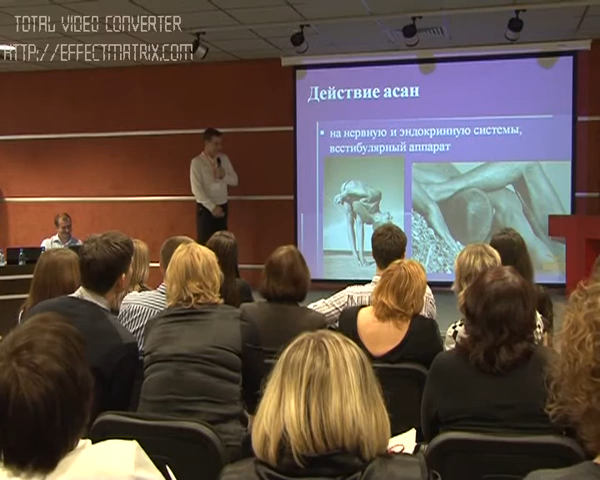 TOTAL VIDEO CONVERTER
HTTP://EFFECTMATRIX.COM
Действие асан
на нервную и эндокринную системы,
вестибулярный аппарат